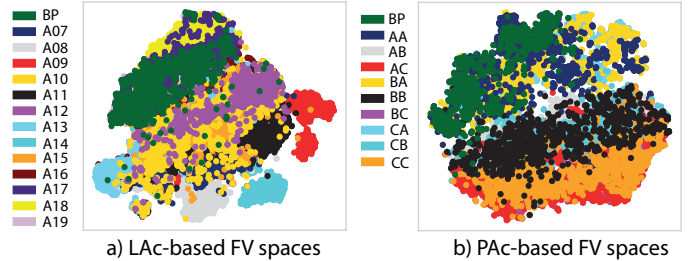 BP
A07
A08
A09
A10
A11
A12
A13
A14
A15
A16
A17
A18
A19
a) LAc-based FV spaces
BP
AA
AB
AC
BA
BB
BC
CA
CB
CC
b) PAc-based FV spaces